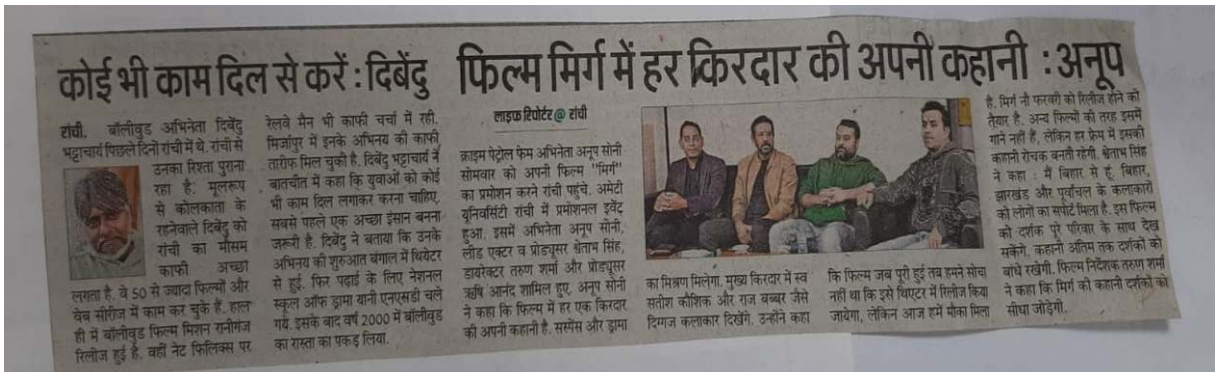 कोई भी काम दिल से करें : दिबेंदु
रांची. बॉलीवुड अभिनेता दिबेंदु
भट्टाचार्य पिछले दिनो रांची में थे. रांची से
उनका रिश्ता पुराना
रहा है. मूलरूप
से कोलकाता के
रहनेवाले दिबेंदु को
रांची का मौसम
काफी अच्छा
लगता है. वे 50 से ज्यादा फिल्मों और
वेब सीरीज में काम कर चुके हैं. हाल
ही में बॉलीवुड फिल्म मिशन रानीगंज
रिलीज हुई है. वहीं नेट फिलिक्स पर
रेलवे मैन भी काफी चर्चा में रही.
मिर्जापुर में इनके अभिनय की काफी
तारीफ मिल चुकी है. दिबेंदु भट्टाचार्य ने
बातचीत में कहा कि युवाओं को कोई
भी काम दिल लगाकर करना चाहिए.
सबसे पहले एक अच्छा इंसान बनना
जरूरी है. दिबेंदु ने बताया कि उनके
अभिनय की शुरुआत बंगाल में थियेटर
से हुई. फिर पढ़ाई के लिए नेशनल
स्कूल ऑफ ड्रामा यानी एनएसडी चले
गये. इसके बाद वर्ष 2000 में बॉलीवुड
का रास्ता का पकड़ लिया.
फिल्म मिर्ग में हर किरदार की अपनी कहानी : अनूप
लाइफ रिपोर्टर @ रांची
क्राइम पेट्रोल फेम अभिनेता अनूप सोनी
सोमवार को अपनी फिल्म "मिर्ग"
का प्रमोशन करने रांची पहुंचे. अमेटी
यूनिवर्सिटी रांची में प्रमोशनल इवेंट
हुआ. इसमें अभिनेता अनूप सोनी,
लीड एक्टर व प्रोड्यूसर श्वेताभ सिंह,
डायरेक्टर तरुण शर्मा और प्रोड्यूसर
ऋषि आनंद शामिल हुए. अनूप सोनी
ने कहा कि फिल्म में हर एक किरदार
की अपनी कहानी है. सस्पेंस और ड्रामा
का मिश्रण मिलेगा. मुख्य किरदार में स्व
सतीश कौशिक और राज बब्बर जैसे
दिग्गज कलाकार दिखेंगे. उन्होंने कहा
कि फिल्म जब पूरी हुई तब हमने सोचा
नहीं था कि इसे थिएटर में रिलीज किया
जायेगा, लेकिन आज हमें मौका मिला
है. मिर्ग नौ फरवरी को रिलीज होने को
तैयार है. अन्य फिल्मो की तरह इसमें
गाने नहीं हैं, लेकिन हर फ्रेम में इसकी
कहानी रोचक बनती रहेगी. श्वेताभ सिंह
ने कहा : मैं बिहार से हूं. बिहार,
झारखंड और पूर्वांचल के कलाकारों
को लोगों का सपोर्ट मिला है. इस फिल्म
को दर्शक पूरे परिवार के साथ देख
सकेंगे. कहानी अंतिम तक दर्शकों को
बांधे रखेगी. फिल्म निर्देशक तरुण शर्मा
ने कहा कि मिर्ग की कहानी दर्शकों को
सीधा जोड़ेगी.